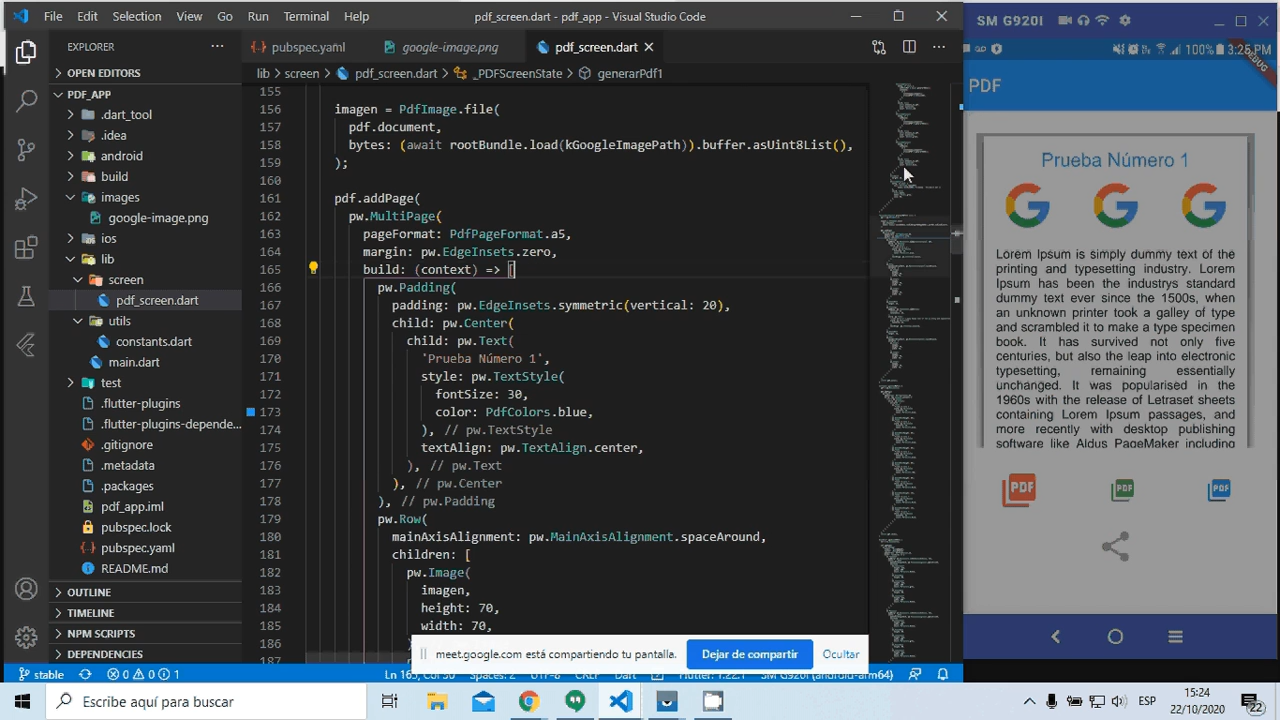 File Edit Selection View Go Run Terminal Help
pdf_screen.dart - pdf_app - Visual Studio Code
SM G920I
EXPLORER
pubspec.yaml
google-image.png
pdf_screen.dart
100% 3:25 PM
DEBUG
OPEN EDITORS
lib > screen > pdf_screen.dart > _PDFScreenState > generarPdf1
PDF
PDF_APP
.dart_tool
.idea
android
build
images
google-image.png
ios
lib
screen
pdf_screen.dart
utils
constants.dart
main.dart
test
.flutter-plugins
.flutter-plugins-de...
.gitignore
.metadata
.packages
pdf_app.iml
pubspec.lock
pubspec.yaml
README.md
OUTLINE
TIMELINE
NPM SCRIPTS
DEPENDENCIES
155
156 imagen = PdfImage.file(
157 pdf.document,
158 bytes: (await rootBundle.load(kGoogleImagePath)).buffer.asUint8List(),
159 );
160
161 pdf.addPage(
162 pw.MultiPage(
163 pageFormat: PdfPageFormat.a5,
164 margin: pw.EdgeInsets.zero,
165 build: (context) => [
166 pw.Padding(
167 padding: pw.EdgeInsets.symmetric(vertical: 20),
168 child: pw.Center(
169 child: pw.Text(
170 'Prueba Número 1',
171 style: pw.TextStyle(
172 fontSize: 30,
173 color: PdfColors.blue,
174 ), // pw.TextStyle
175 textAlign: pw.TextAlign.center,
176 ), // pw.Text
177 ), // pw.Center
178 ), // pw.Padding
179 pw.Row(
180 mainAxisAlignment: pw.MainAxisAlignment.spaceAround,
181 children: [
182 pw.Image(
183 imagen,
184 height: 70,
185 width: 70,
186
187
Prueba Número 1
Lorem Ipsum is simply dummy text of the
printing and typesetting industry. Lorem
Ipsum has been the industrys standard
dummy text ever since the 1500s, when
an unknown printer took a galley of type
and scrambled it to make a type specimen
book. It has survived not only five
centuries, but also the leap into electronic
typesetting, remaining essentially
unchanged. It was popularised in the
1960s with the release of Letraset sheets
containing Lorem Ipsum passages, and
more recently with desktop publishing
software like Aldus PageMaker including
PDF
PDF
PDF
meet.google.com está compartiendo tu pantalla.
Dejar de compartir
Ocultar
stable
0 0 1
Ln 165, Col
Spaces: 2
UTF-8
CRLF
Dart
Flutter: 1.22.1
SM G920I (android-arm64)
Escribe aquí para buscar
ESP
15:24
22/10/2020
22